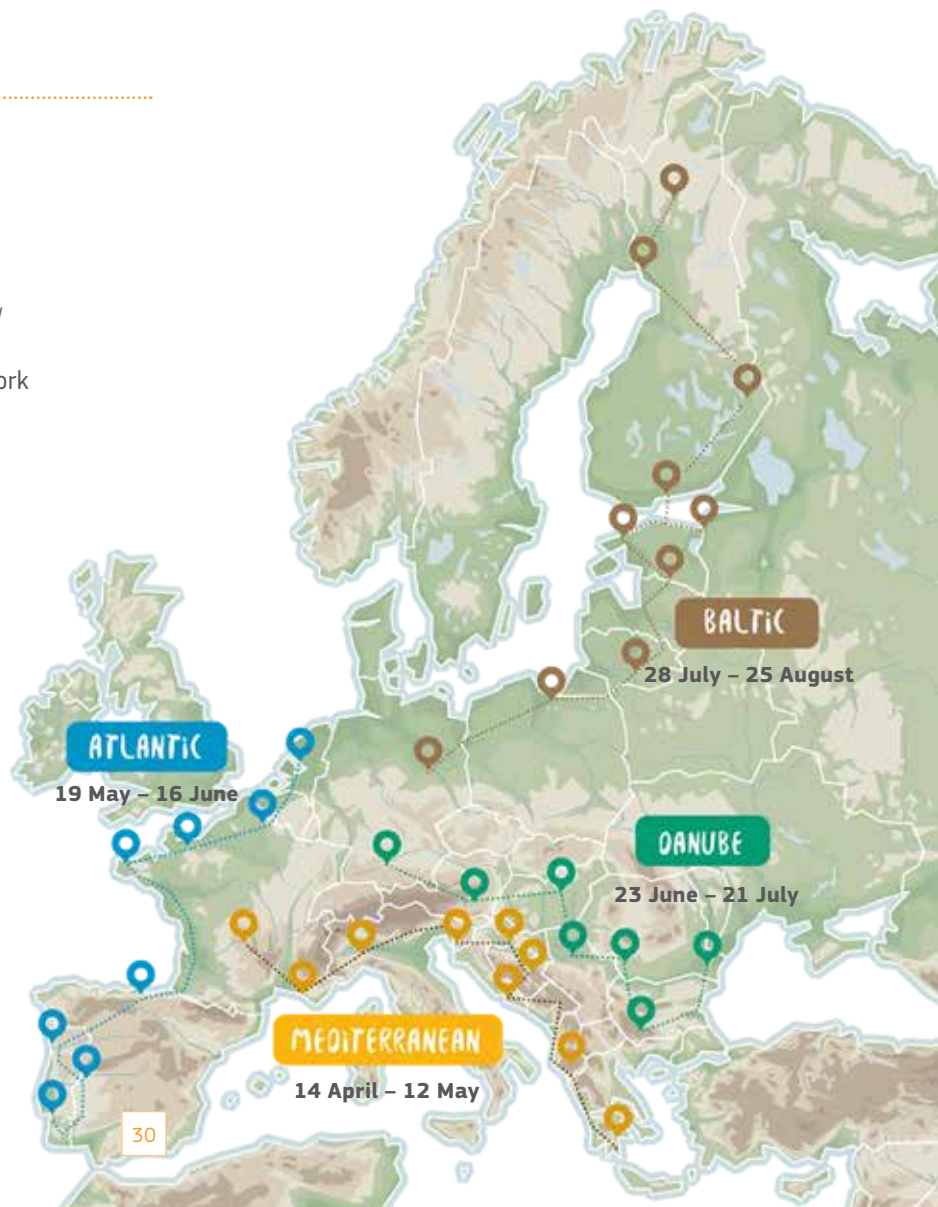 ork
BALTiC
28 July – 25 August
ATLANTiC
19 May – 16 June
DANUBE
23 June – 21 July
MEDiTERRANEAN
14 April – 12 May
30